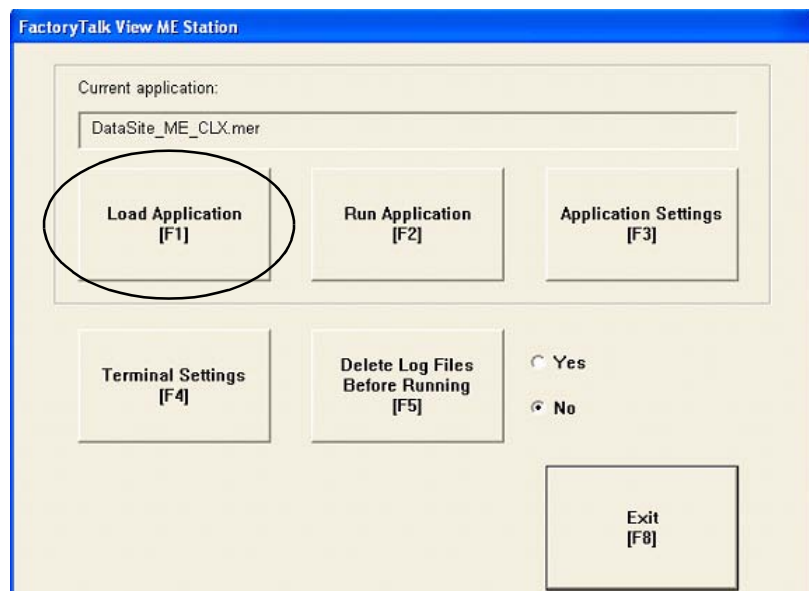 FactoryTalk View ME Station
Current application:
DataSite_ME_CLX.mer
Load Application
[F1]
Run Application
[F2]
Application Settings
[F3]
Terminal Settings
[F4]
Delete Log Files
Before Running
[F5]
Yes
No
Exit
[F8]